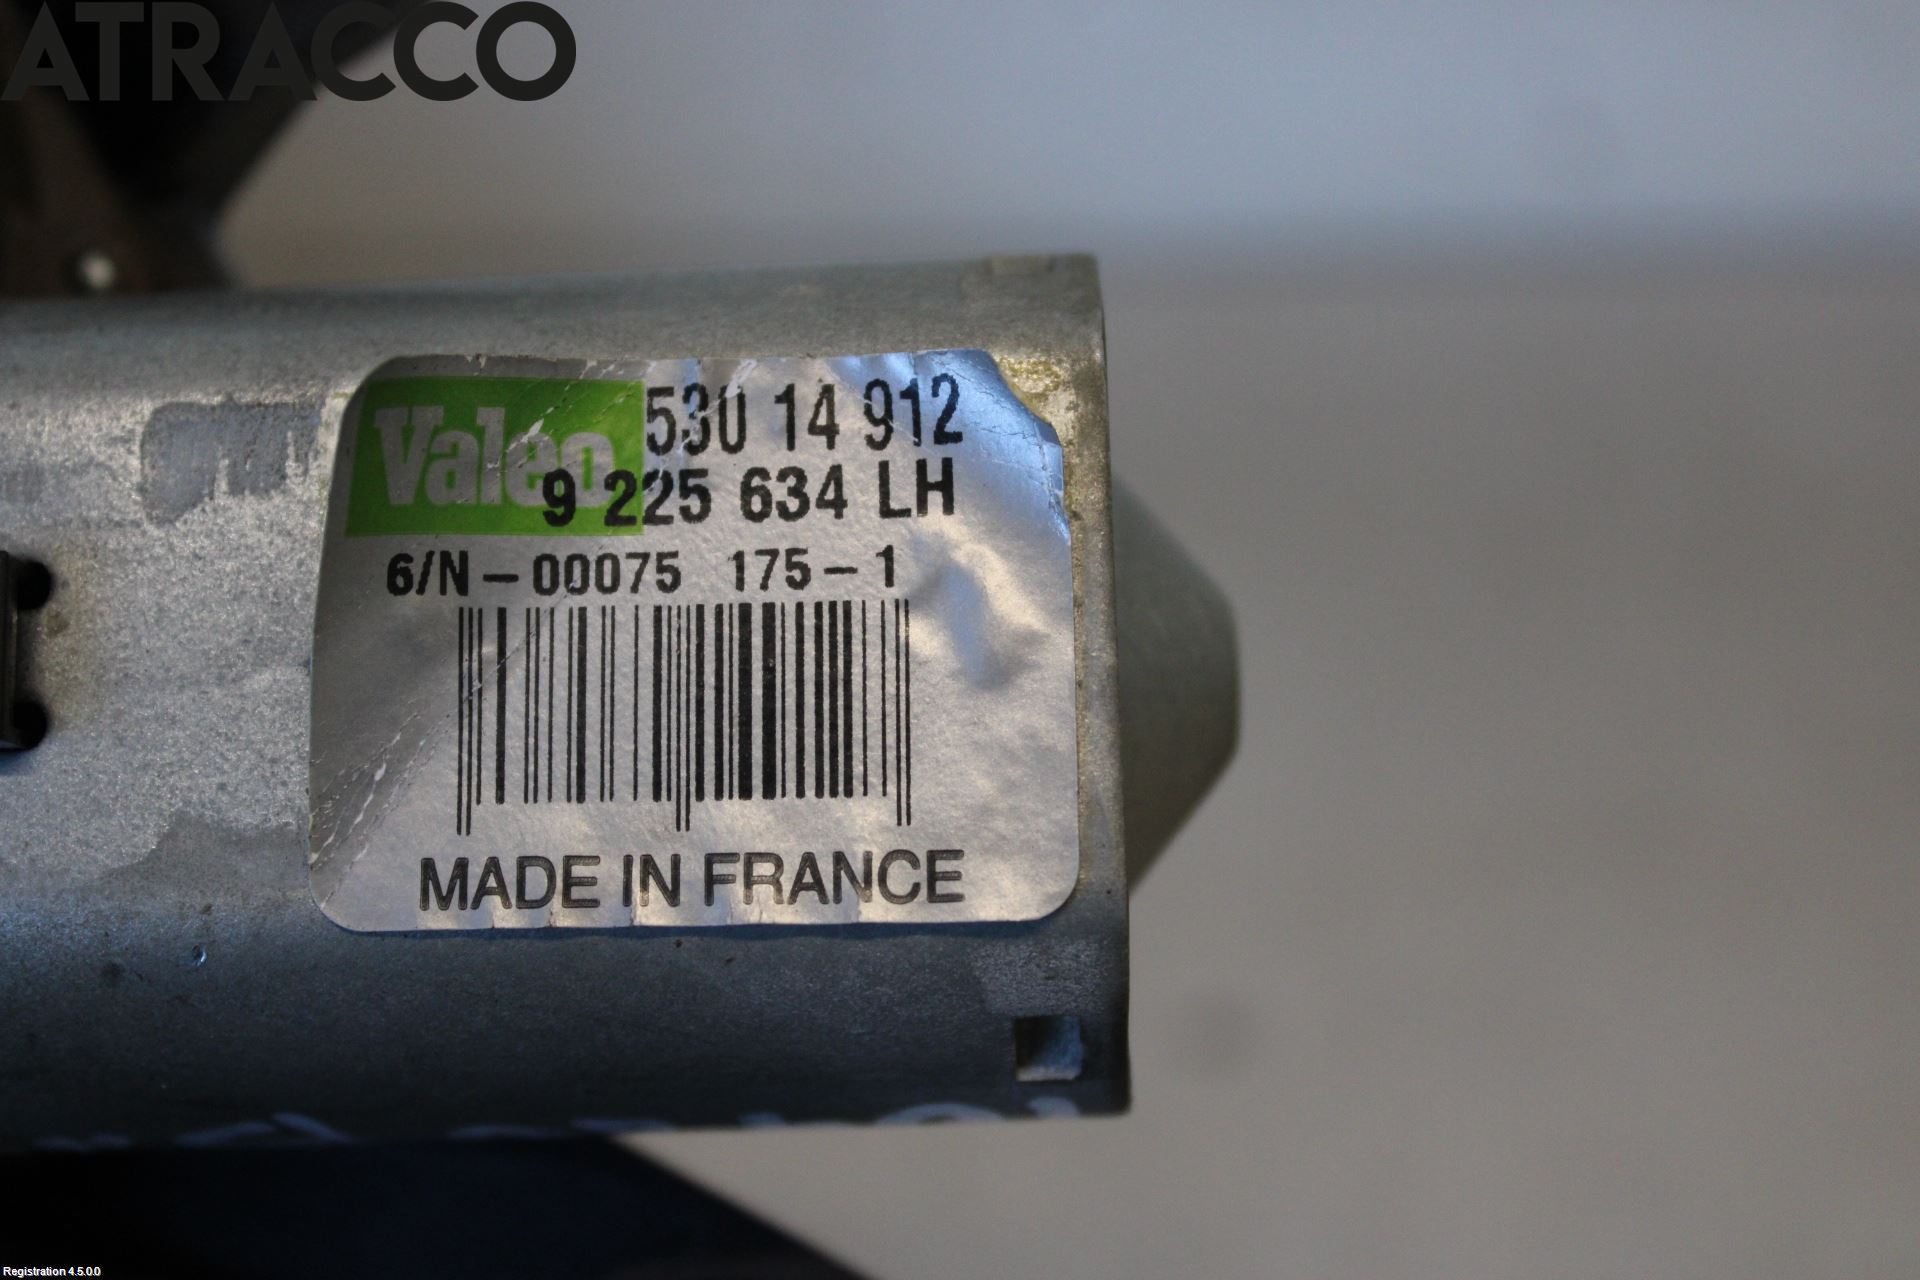 ATRACCO
Valeo 530 14 912
9 225 634 LH
6/N-00075 175-1
MADE IN FRANCE
Registration 4.5.0.0